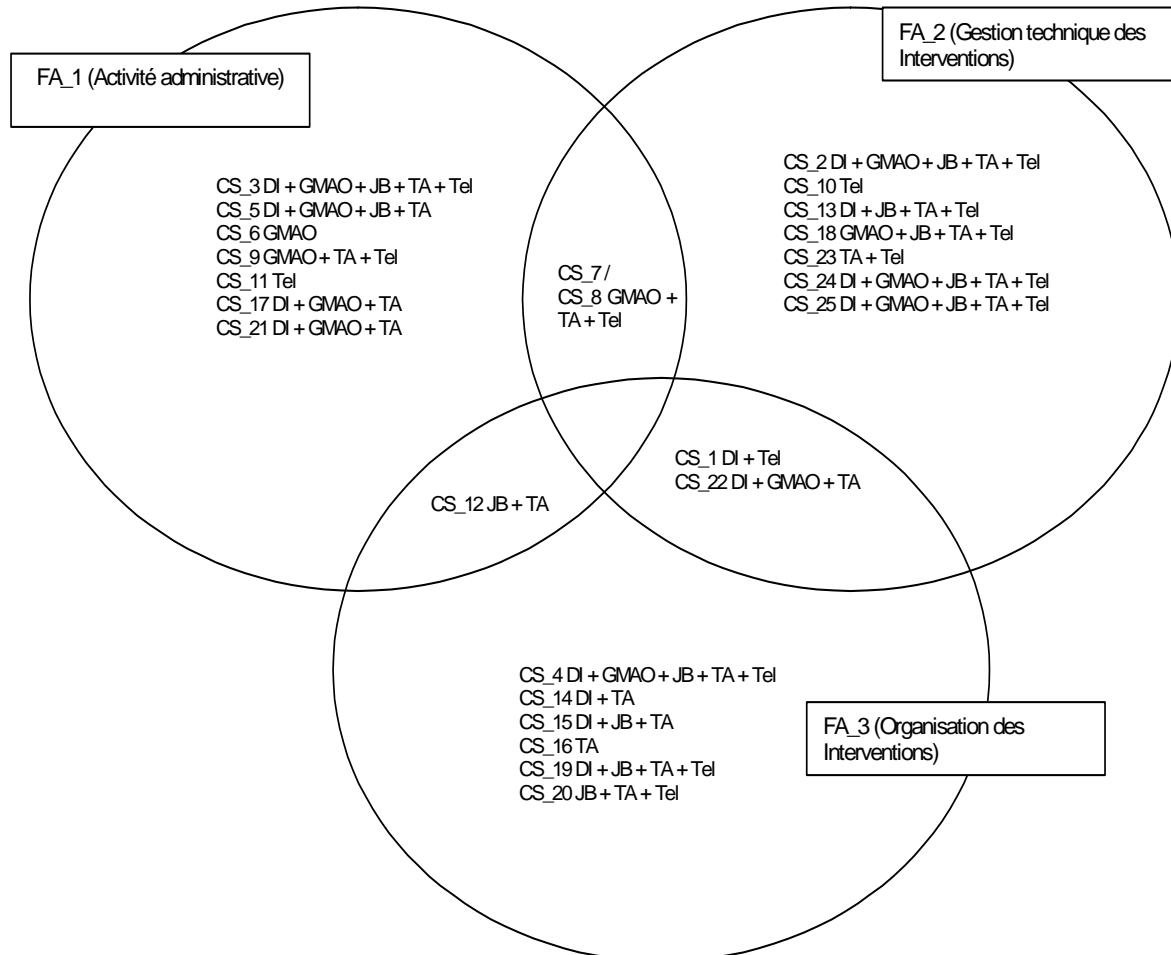 FA_1 (Activité administrative)
FA_2 (Gestion technique des
Interventions)
CS_3 DI + GMAO + JB + TA + Tel
CS_5 DI + GMAO + JB + TA
CS_6 GMAO
CS_9 GMAO + TA + Tel
CS_11 Tel
CS_17 DI + GMAO + TA
CS_21 DI + GMAO + TA
CS_2 DI + GMAO + JB + TA + Tel
CS_10 Tel
CS_13 DI + JB + TA + Tel
CS_18 GMAO + JB + TA + Tel
CS_23 TA + Tel
CS_24 DI + GMAO + JB + TA + Tel
CS_25 DI + GMAO + JB + TA + Tel
CS_7 /
CS_8 GMAO +
TA + Tel
CS_1 DI + Tel
CS_22 DI + GMAO + TA
CS_12 JB + TA
CS_4 DI + GMAO + JB + TA + Tel
CS_14 DI + TA
CS_15 DI + JB + TA
CS_16 TA
CS_19 DI + JB + TA + Tel
CS_20 JB + TA + Tel
FA_3 (Organisation des
Interventions)